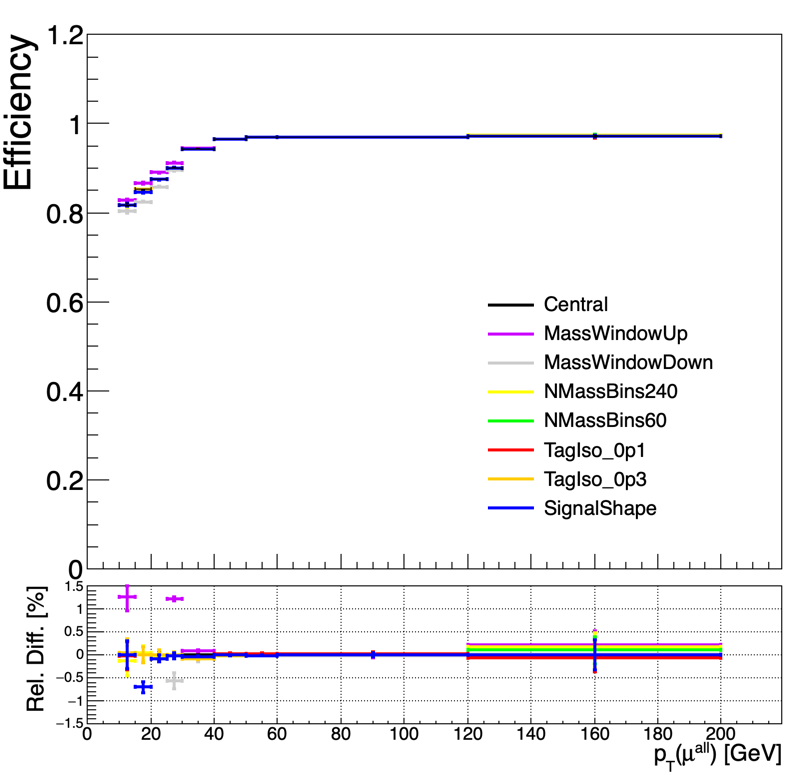 Efficiency
1.2
1
0.8
0.6
0.4
0.2
0
Central
MassWindowUp
MassWindowDown
NMassBins240
NMassBins60
TagIso_0p1
TagIso_0p3
SignalShape
Rel. Diff. [%]
1.5
1
0.5
0
−0.5
−1
−1.5
0 20 40 60 80 100 120 140 160 180 200
p_T(μ^all) [GeV]